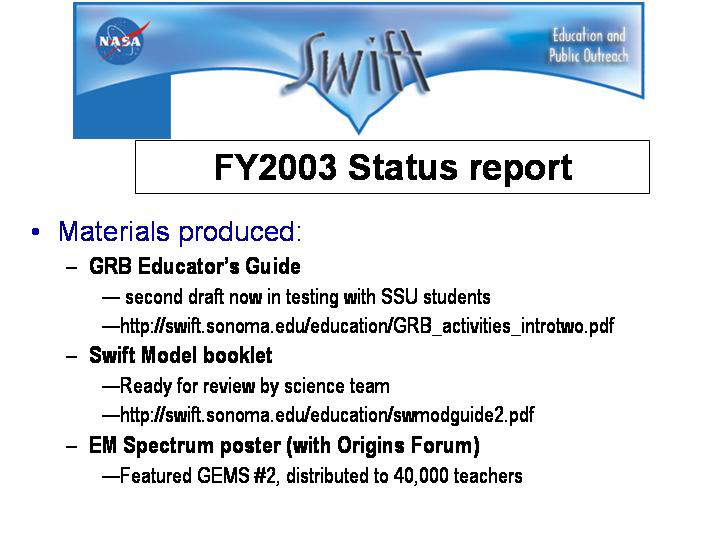 NASA
Swift
Education and
Public Outreach
FY2003 Status report
• Materials produced:
– GRB Educator's Guide
— second draft now in testing with SSU students
—http://swift.sonoma.edu/education/GRB_activities_introtwo.pdf
– Swift Model booklet
—Ready for review by science team
—http://swift.sonoma.edu/education/swmodguide2.pdf
– EM Spectrum poster (with Origins Forum)
—Featured GEMS #2, distributed to 40,000 teachers